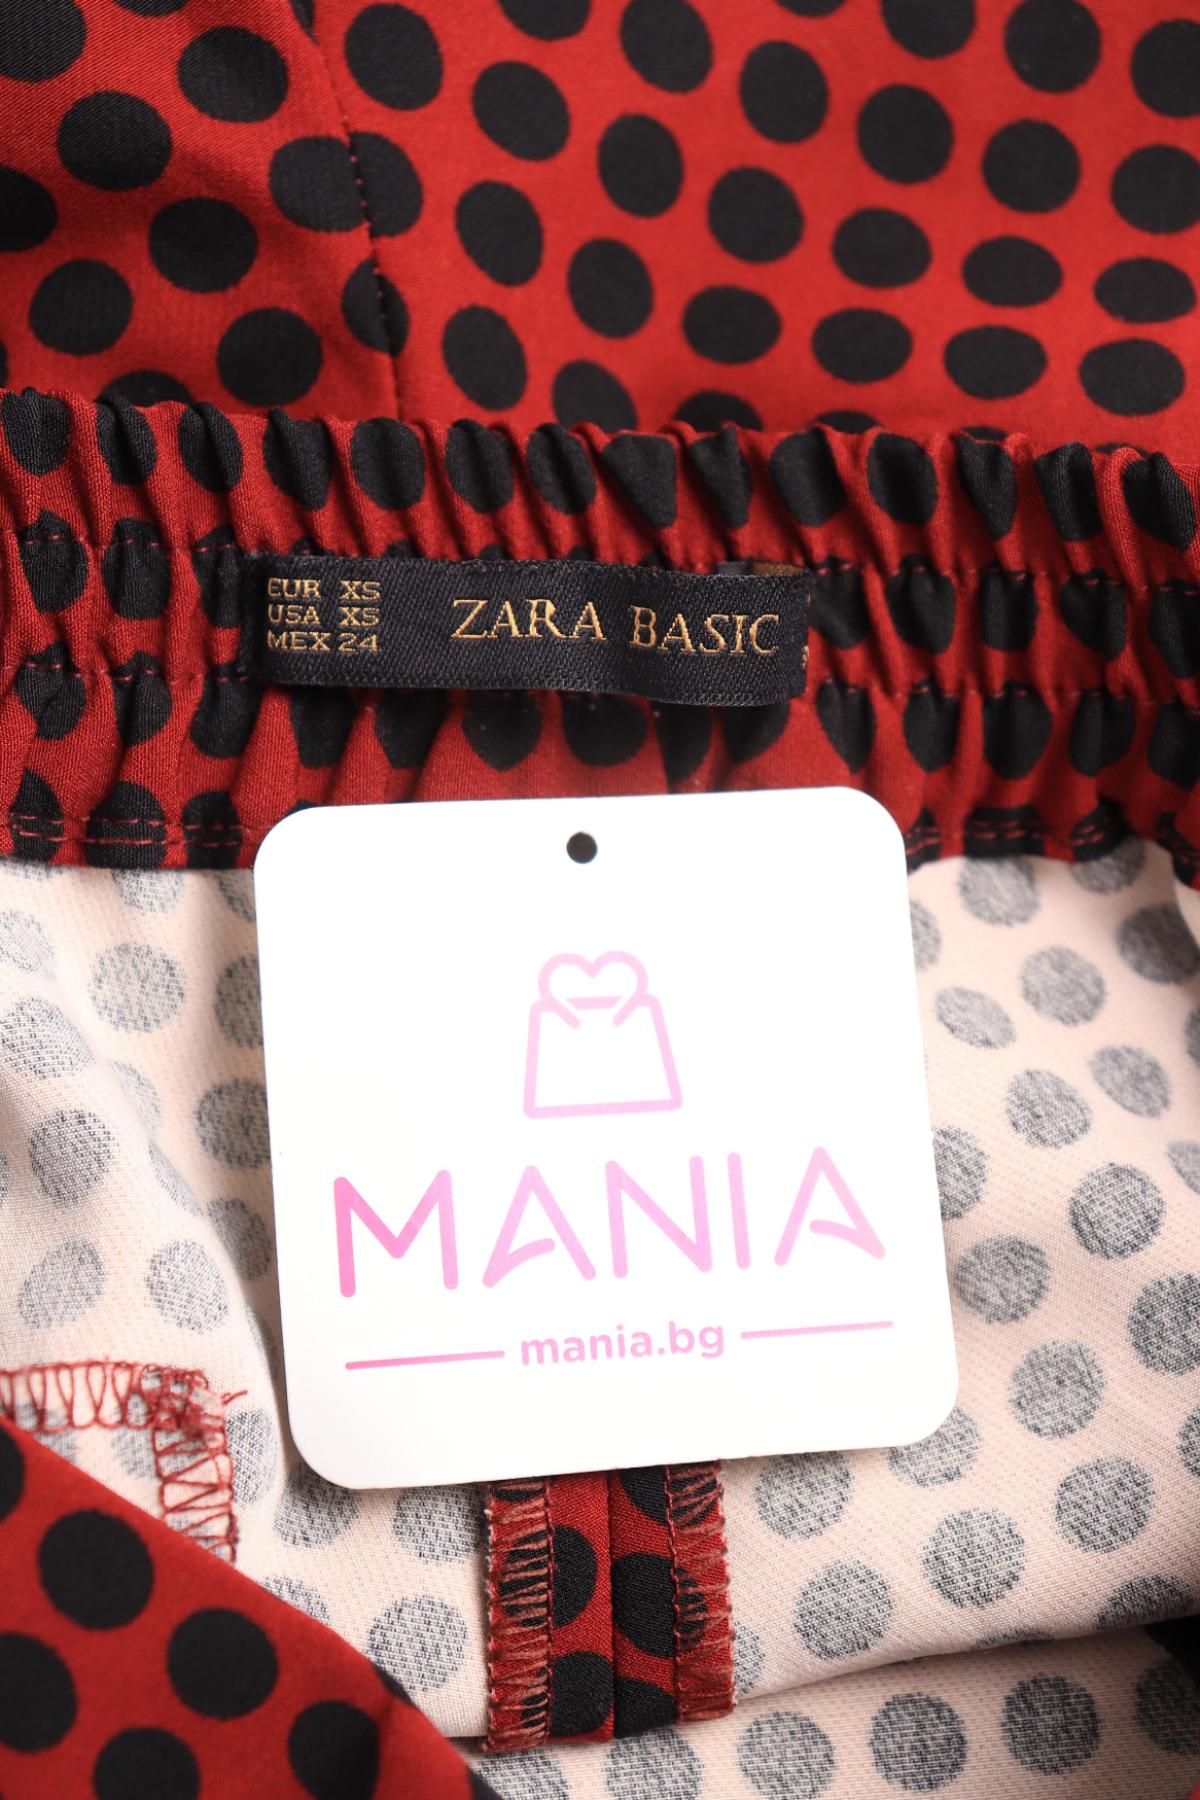 EUR XS
USA XS
MEX 24
ZARA BASIC
MANIA
mania.bg